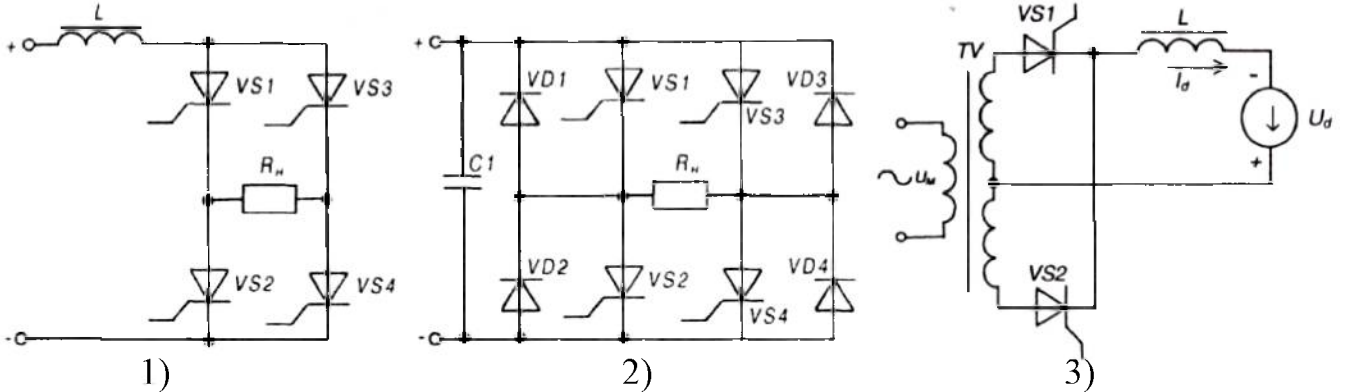 L
+
VS1
VS3
Rн
VS2
VS4
-
1)
+
C1
VD1
VS1
VS3
VD3
Rн
VD2
VS2
VS4
VD4
-
2)
VS1
TV
L
Id
-
Ud
+
~uм
VS2
3)